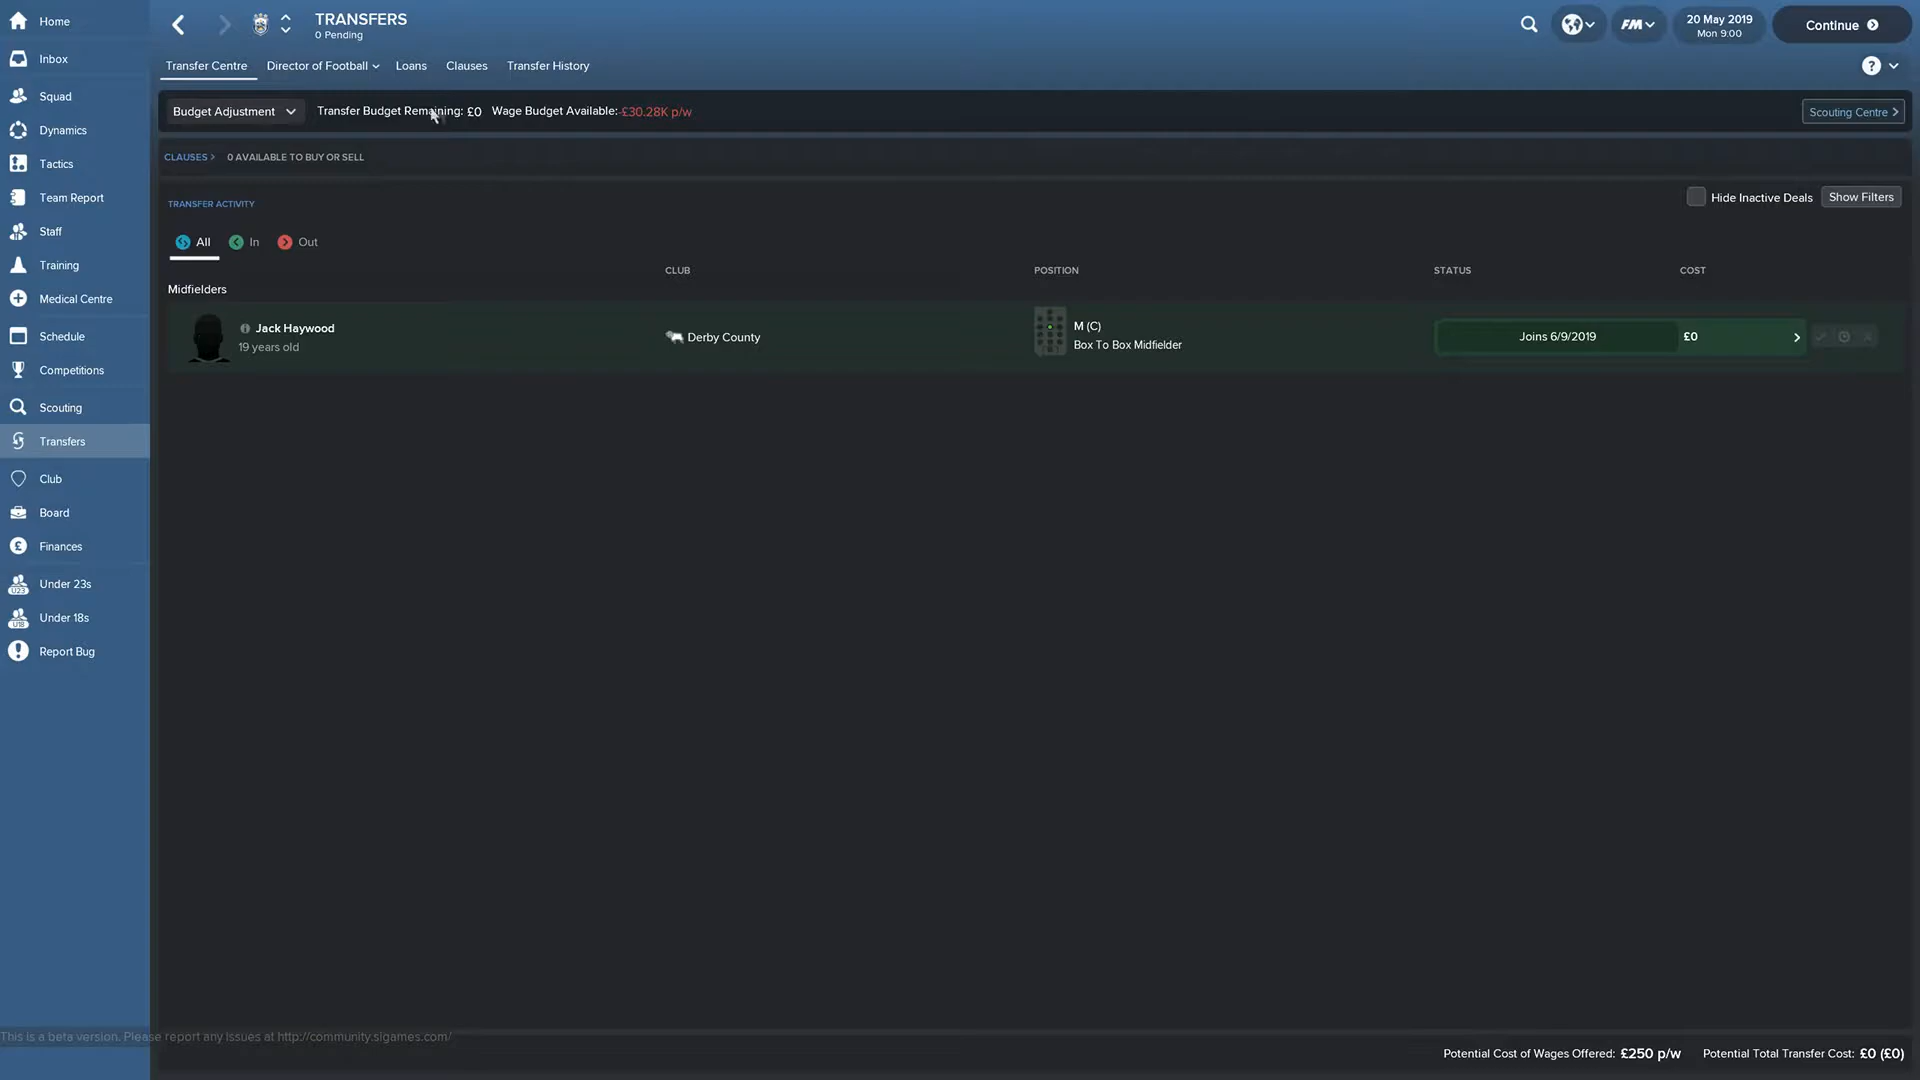 Home
Inbox
Squad
Dynamics
Tactics
Team Report
Staff
Training
Medical Centre
Schedule
Competitions
Scouting
Transfers
Club
Board
£ Finances
U23 Under 23s
U18 Under 18s
Report Bug
TRANSFERS
0 Pending
FM
20 May 2019
Mon 9:00
Continue
Transfer Centre Director of Football Loans Clauses Transfer History
?
Budget Adjustment Transfer Budget Remaining: £0 Wage Budget Available: -£30.28K p/w Scouting Centre >
CLAUSES > 0 AVAILABLE TO BUY OR SELL
TRANSFER ACTIVITY Hide Inactive Deals Show Filters
All In Out
CLUB POSITION STATUS COST
Midfielders
Jack Haywood
19 years old
Derby County
M (C)
Box To Box Midfielder
Joins 6/9/2019 £0
This is a beta version. Please report any issues at http://community.sigames.com/
Potential Cost of Wages Offered: £250 p/w Potential Total Transfer Cost: £0 (£0)